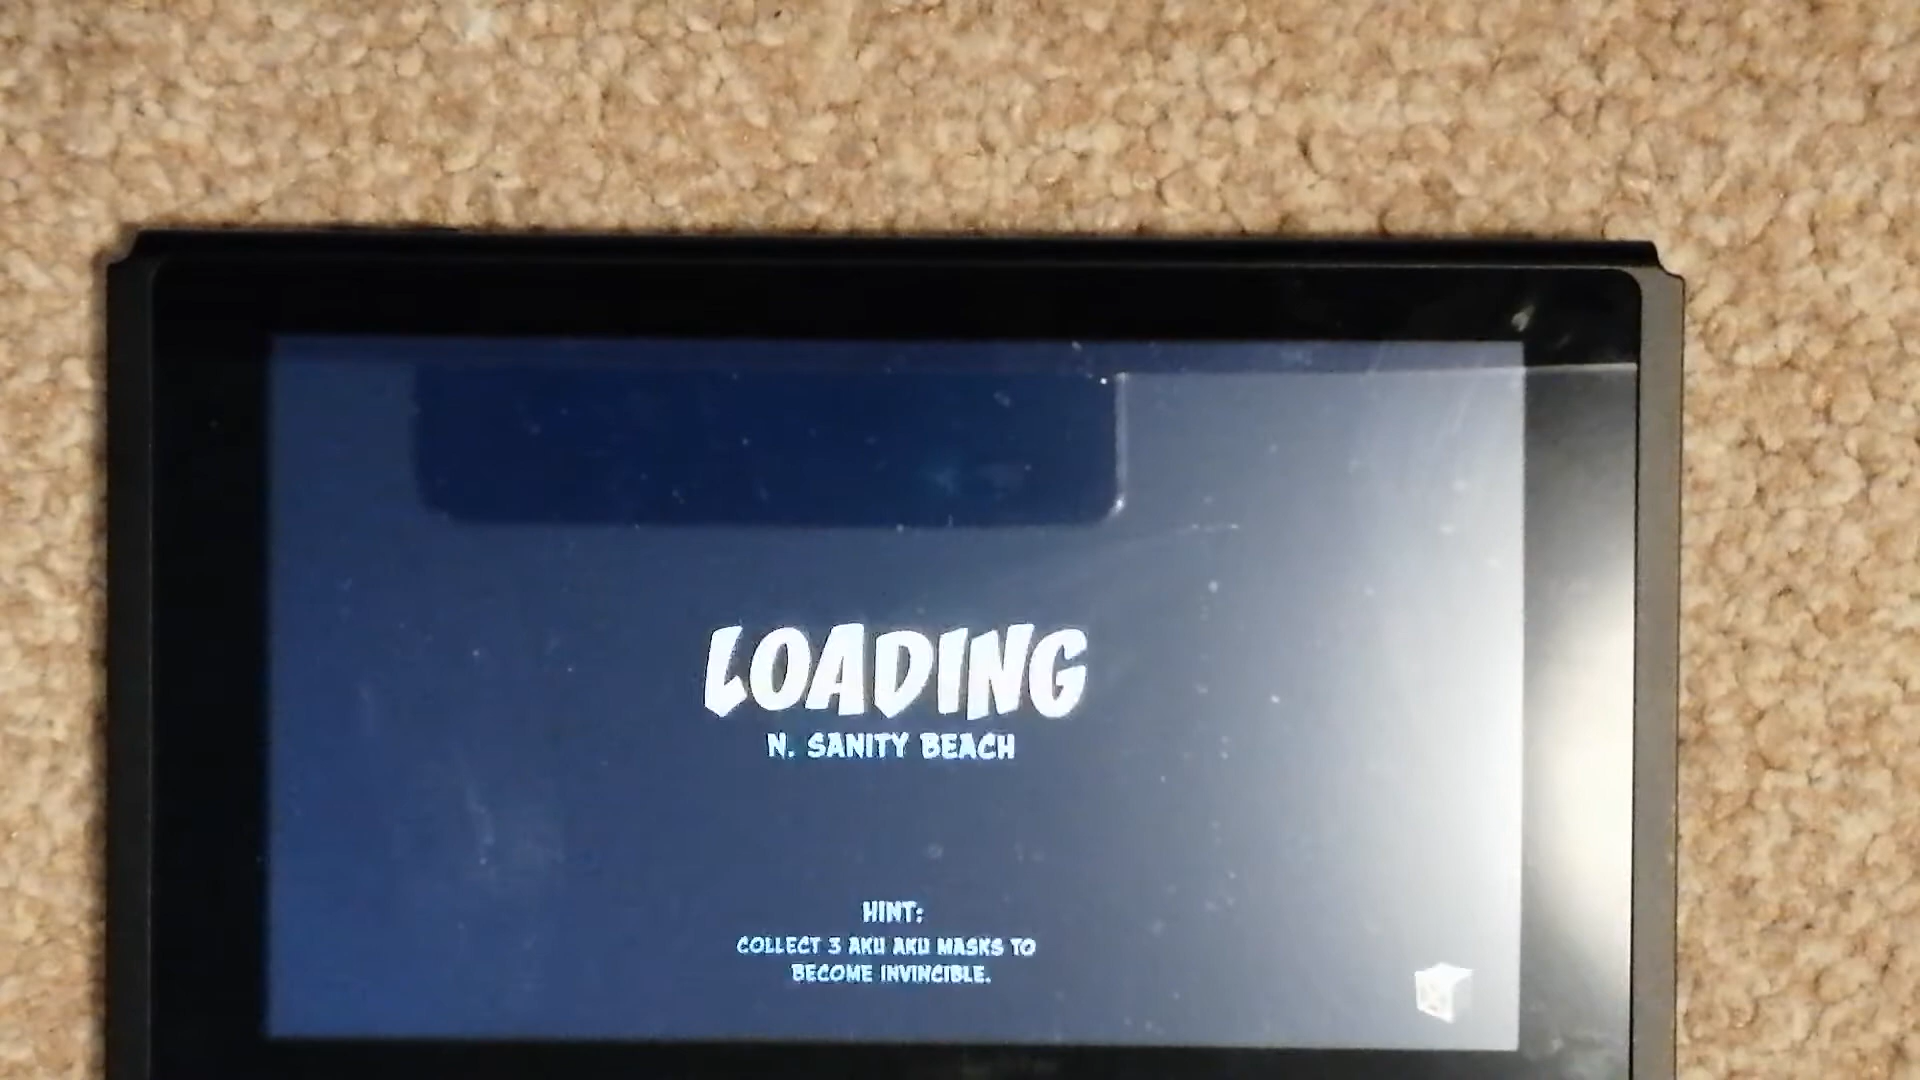 LOADING
N. SANITY BEACH
HINT:
COLLECT 3 AKU AKU MASKS TO
BECOME INVINCIBLE.